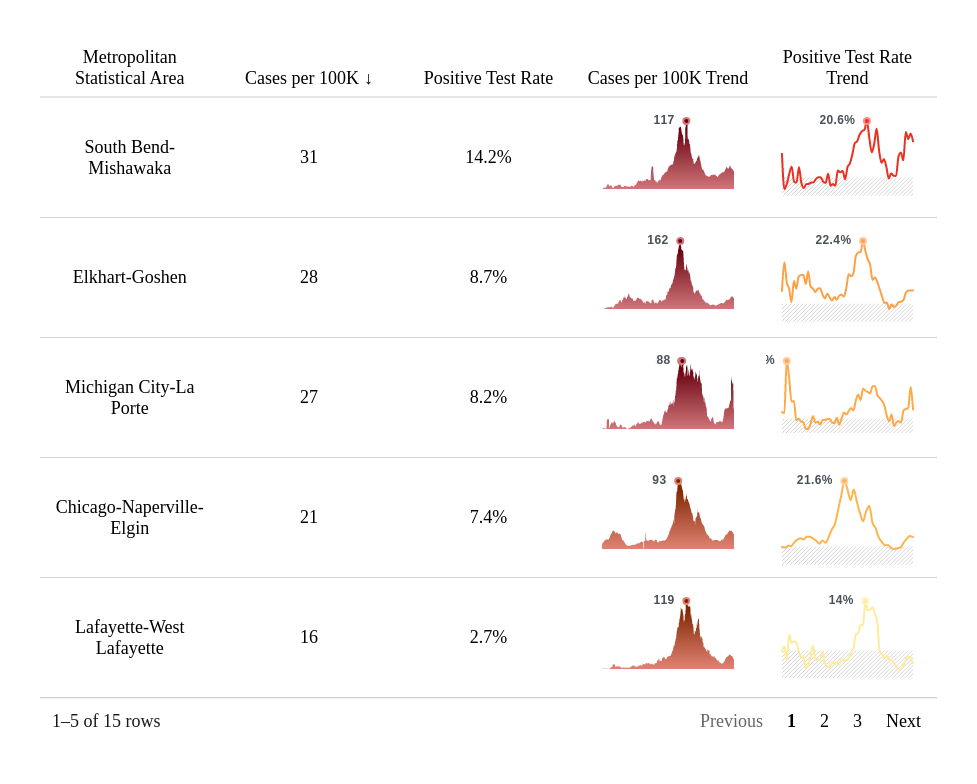 Metropolitan
Statistical Area
Cases per 100K ↓
Positive Test Rate
Cases per 100K Trend
Positive Test Rate
Trend
South Bend-
Mishawaka
31
14.2%
117
20.6%
Elkhart-Goshen
28
8.7%
162
22.4%
Michigan City-La
Porte
27
8.2%
88
%
Chicago-Naperville-
Elgin
21
7.4%
93
21.6%
Lafayette-West
Lafayette
16
2.7%
119
14%
1–5 of 15 rows
Previous 1 2 3 Next